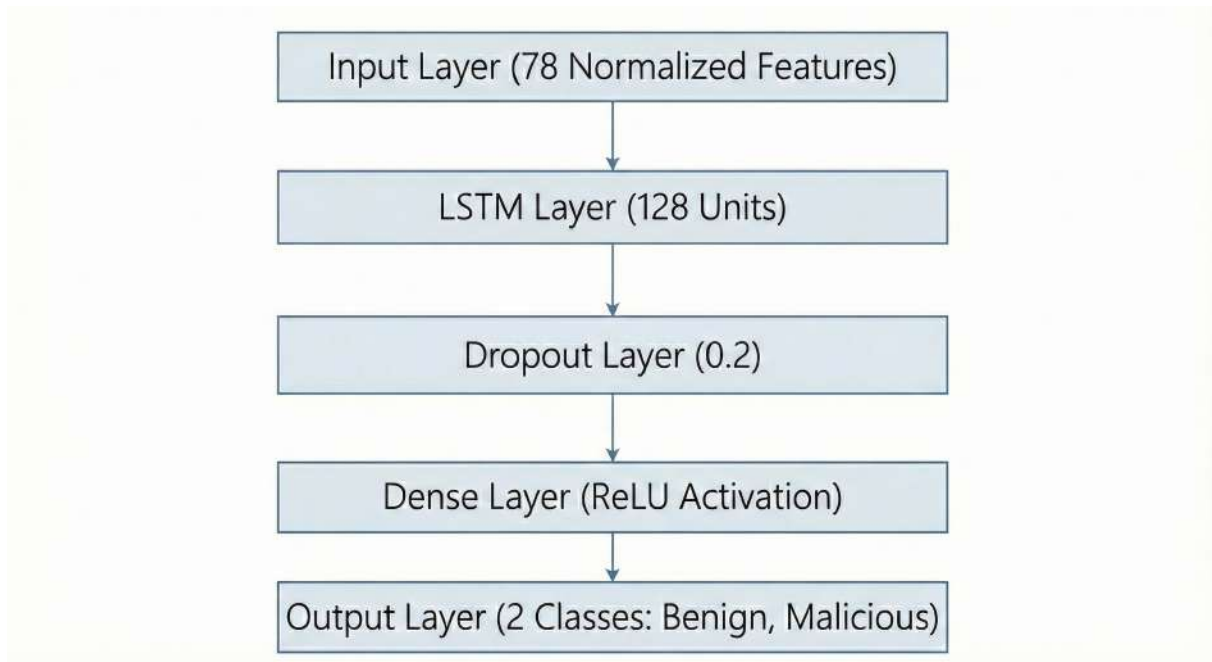 Input Layer (78 Normalized Features)
LSTM Layer (128 Units)
Dropout Layer (0.2)
Dense Layer (ReLU Activation)
Output Layer (2 Classes: Benign, Malicious)